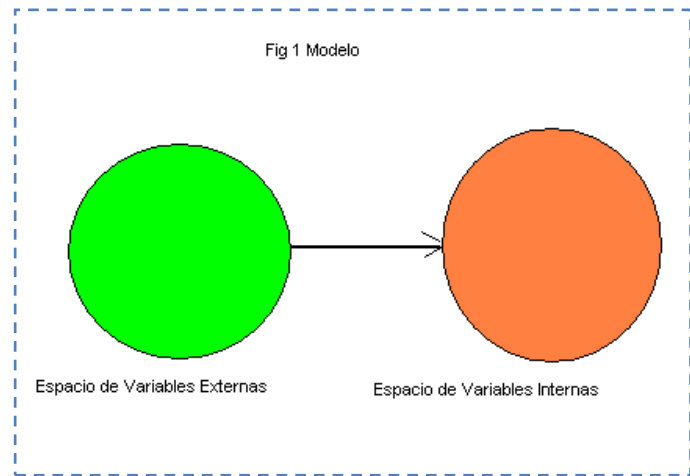 Fig 1 Modelo
Espacio de Variables Externas
Espacio de Variables Internas